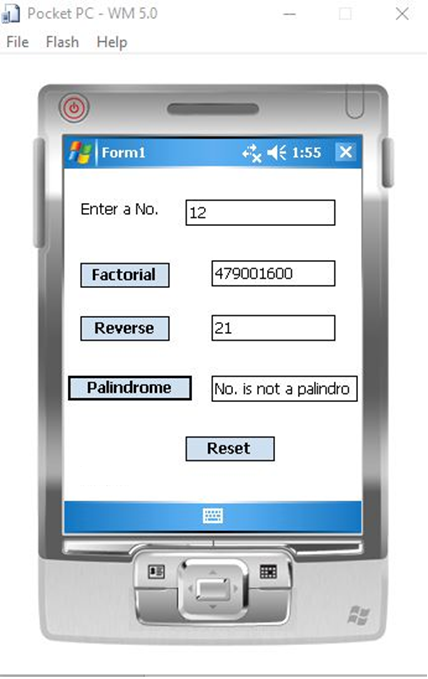 Pocket PC - WM 5.0
File Flash Help
Form1 1:55
Enter a No. 12
Factorial 479001600
Reverse 21
Palindrome No. is not a palindro
Reset